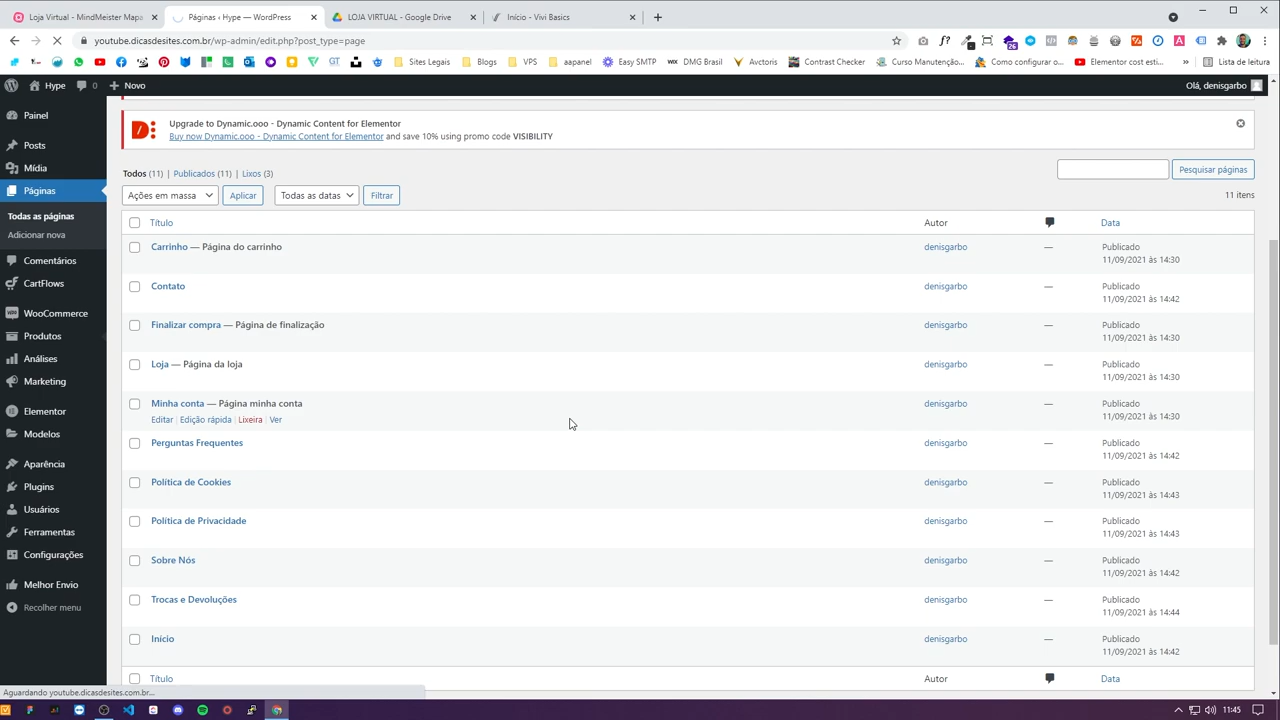 Loja Virtual - MindMeister Mapa
Páginas ‹ Hype — WordPress
LOJA VIRTUAL - Google Drive
Início - Vivi Basics
youtube.dicasdesites.com.br/wp-admin/edit.php?post_type=page
26
Sites Legais
Blogs
VPS
aapanel
Easy SMTP
WIX DMG Brasil
Avctoris
Contrast Checker
Curso Manutenção...
Como configurar o...
Elementor cost esti...
Lista de leitura
Hype
0
Novo
Olá, denisgarbo
Painel
Posts
Mídia
Páginas
Todas as páginas
Adicionar nova
Comentários
CartFlows
WooCommerce
Produtos
Análises
Marketing
Elementor
Modelos
Aparência
Plugins
Usuários
Ferramentas
Configurações
Melhor Envio
Recolher menu
Upgrade to Dynamic.ooo - Dynamic Content for Elementor
Buy now Dynamic.ooo - Dynamic Content for Elementor and save 10% using promo code VISIBILITY
Todos (11) | Publicados (11) | Lixos (3)
Pesquisar páginas
Ações em massa
Aplicar
Todas as datas
Filtrar
11 itens
Título
Autor
Data
Carrinho — Página do carrinho
denisgarbo
—
Publicado
11/09/2021 às 14:30
Contato
denisgarbo
—
Publicado
11/09/2021 às 14:42
Finalizar compra — Página de finalização
denisgarbo
—
Publicado
11/09/2021 às 14:30
Loja — Página da loja
denisgarbo
—
Publicado
11/09/2021 às 14:30
Minha conta — Página minha conta
denisgarbo
—
Publicado
11/09/2021 às 14:30
Editar | Edição rápida | Lixeira | Ver
Perguntas Frequentes
denisgarbo
—
Publicado
11/09/2021 às 14:42
Política de Cookies
denisgarbo
—
Publicado
11/09/2021 às 14:43
Política de Privacidade
denisgarbo
—
Publicado
11/09/2021 às 14:43
Sobre Nós
denisgarbo
—
Publicado
11/09/2021 às 14:42
Trocas e Devoluções
denisgarbo
—
Publicado
11/09/2021 às 14:44
Início
denisgarbo
—
Publicado
11/09/2021 às 14:42
Título
Autor
Data
Aguardando youtube.dicasdesites.com.br...
11:45